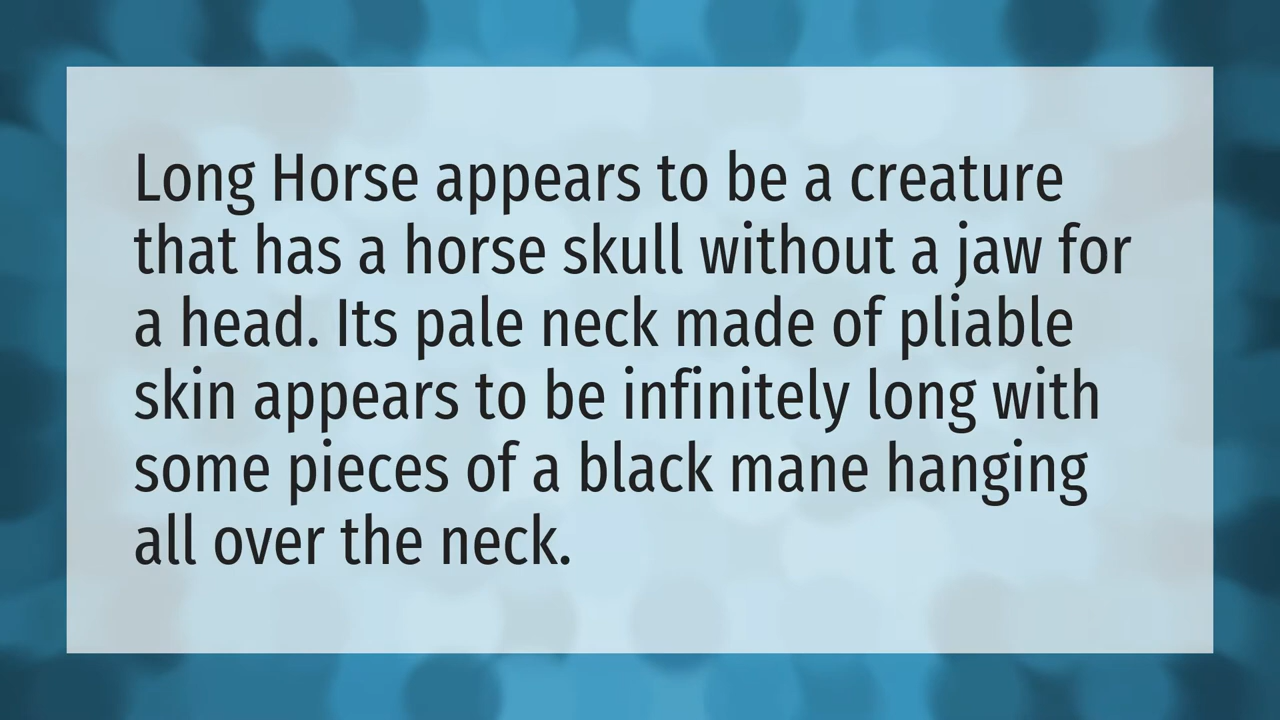 Long Horse appears to be a creature
that has a horse skull without a jaw for
a head. Its pale neck made of pliable
skin appears to be infinitely long with
some pieces of a black mane hanging
all over the neck.